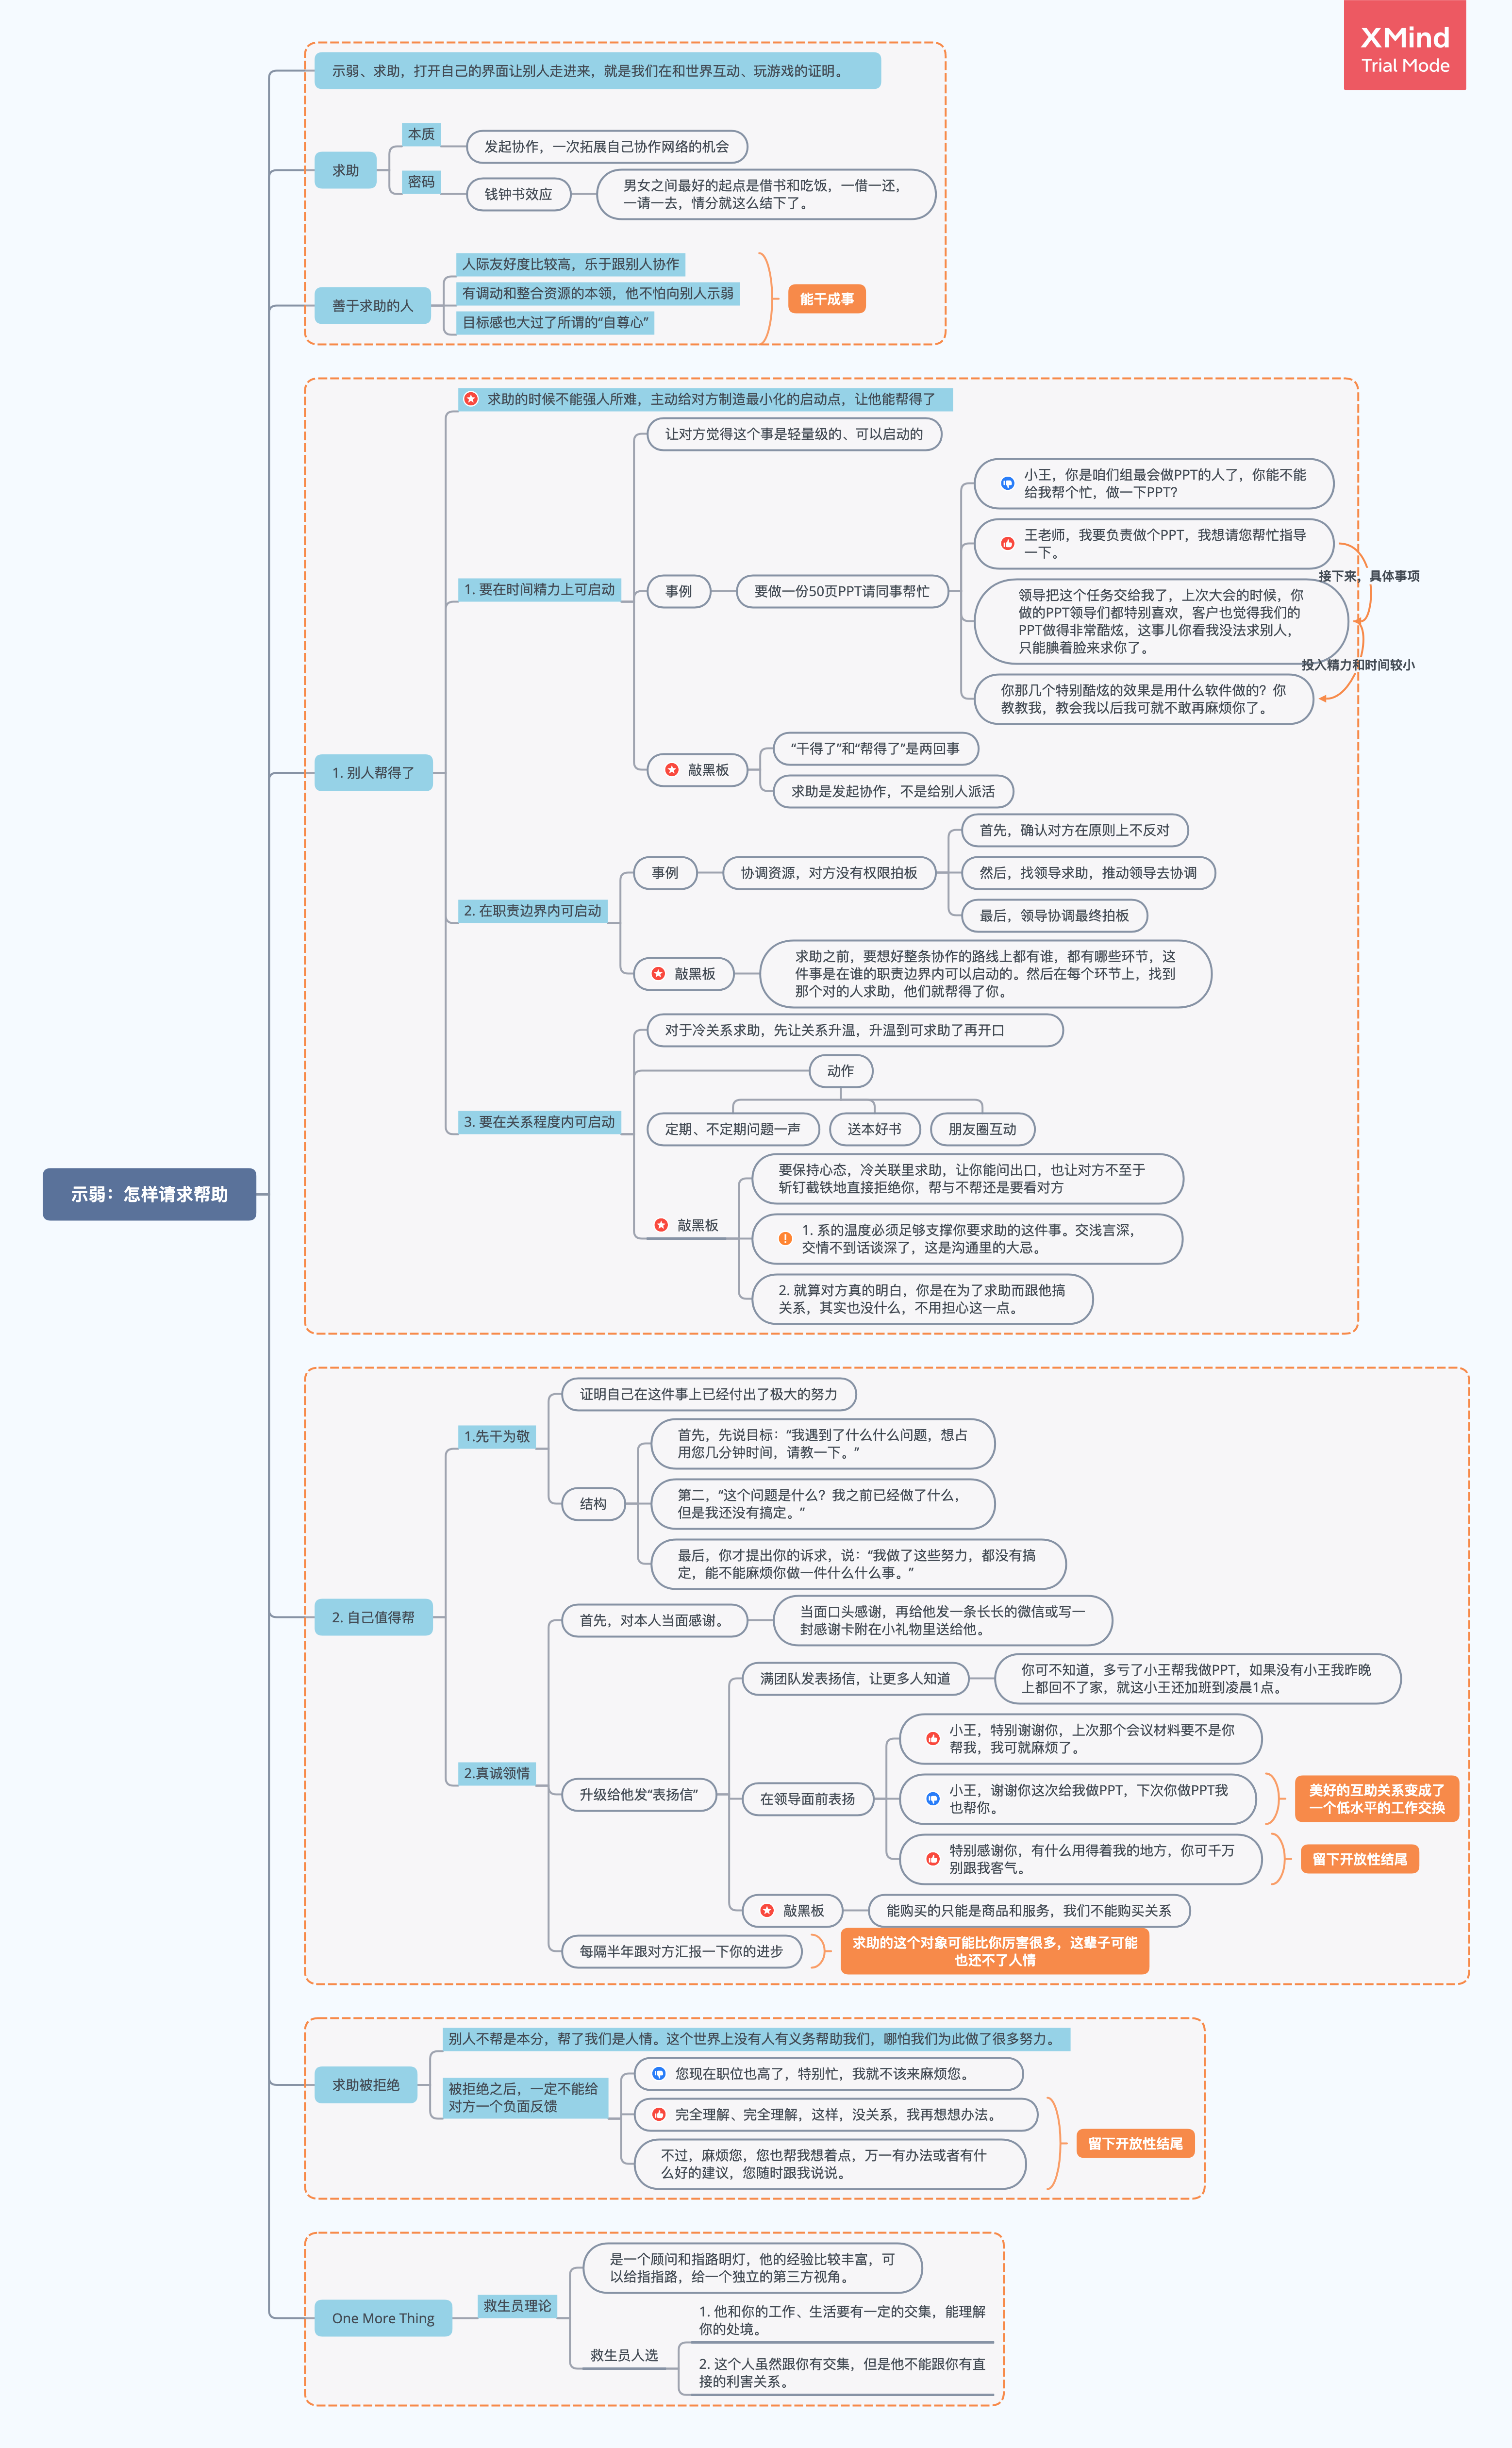 XMind
Trial Mode
示弱、求助，打开自己的界面让别人走进来，就是我们在和世界互动、玩游戏的证明。
求助
本质
发起协作，一次拓展自己协作网络的机会
密码
钱钟书效应
男女之间最好的起点是借书和吃饭，一借一还，
一请一去，情分就这么结下了。
善于求助的人
人际友好度比较高，乐于跟别人协作
有调动和整合资源的本领，他不怕向别人示弱
目标感也大过了所谓的“自尊心”
能干成事
示弱：怎样请求帮助
1. 别人帮得了
求助的时候不能强人所难，主动给对方制造最小化的启动点，让他能帮得了
1. 要在时间精力上可启动
让对方觉得这个事是轻量级的、可以启动的
事例
要做一份50页PPT请同事帮忙
小王，你是咱们组最会做PPT的人了，你能不能
给我帮个忙，做一下PPT？
王老师，我要负责做个PPT，我想请您帮忙指导
一下。
接下来，具体事项
领导把这个任务交给我了，上次大会的时候，你
做的PPT领导们都特别喜欢，客户也觉得我们的
PPT做得非常酷炫，这事儿你看我没法求别人，
只能腆着脸来求你了。
投入精力和时间较小
你那几个特别酷炫的效果是用什么软件做的？你
教教我，教会我以后我可就不敢再麻烦你了。
敲黑板
“干得了”和“帮得了”是两回事
求助是发起协作，不是给别人派活
2. 在职责边界内可启动
事例
协调资源，对方没有权限拍板
首先，确认对方在原则上不反对
然后，找领导求助，推动领导去协调
最后，领导协调最终拍板
敲黑板
求助之前，要想好整条协作的路线上都有谁，都有哪些环节，这
件事是在谁的职责边界内可以启动的。然后在每个环节上，找到
那个对的人求助，他们就帮得了你。
3. 要在关系程度内可启动
对于冷关系求助，先让关系升温，升温到可求助了再开口
动作
定期、不定期问题一声
送本好书
朋友圈互动
敲黑板
要保持心态，冷关联里求助，让你能问出口，也让对方不至于
斩钉截铁地直接拒绝你，帮与不帮还是要看对方
1. 系的温度必须足够支撑你要求助的这件事。交浅言深，
交情不到话谈深了，这是沟通里的大忌。
2. 就算对方真的明白，你是在为了求助而跟他搞
关系，其实也没什么，不用担心这一点。
2. 自己值得帮
1.先干为敬
证明自己在这件事上已经付出了极大的努力
结构
首先，先说目标：“我遇到了什么什么问题，想占
用您几分钟时间，请教一下。”
第二，“这个问题是什么？我之前已经做了什么，
但是我还没有搞定。”
最后，你才提出你的诉求，说：“我做了这些努力，都没有搞
定，能不能麻烦你做一件什么什么事。”
2.真诚领情
首先，对本人当面感谢。
当面口头感谢，再给他发一条长长的微信或写一
封感谢卡附在小礼物里送给他。
升级给他发“表扬信”
满团队发表扬信，让更多人知道
你可不知道，多亏了小王帮我做PPT，如果没有小王我昨晚
上都回不了家，就这小王还加班到凌晨1点。
在领导面前表扬
小王，特别谢谢你，上次那个会议材料要不是你
帮我，我可就麻烦了。
小王，谢谢你这次给我做PPT，下次你做PPT我
也帮你。
美好的互助关系变成了
一个低水平的工作交换
特别感谢你，有什么用得着我的地方，你可千万
别跟我客气。
留下开放性结尾
敲黑板
能购买的只能是商品和服务，我们不能购买关系
每隔半年跟对方汇报一下你的进步
求助的这个对象可能比你厉害很多，这辈子可能
也还不了人情
求助被拒绝
别人不帮是本分，帮了我们是人情。这个世界上没有人有义务帮助我们，哪怕我们为此做了很多努力。
被拒绝之后，一定不能给
对方一个负面反馈
您现在职位也高了，特别忙，我就不该来麻烦您。
完全理解、完全理解，这样，没关系，我再想想办法。
不过，麻烦您，您也帮我想着点，万一有办法或者有什
么好的建议，您随时跟我说说。
留下开放性结尾
One More Thing
救生员理论
是一个顾问和指路明灯，他的经验比较丰富，可
以给指指路，给一个独立的第三方视角。
救生员人选
1. 他和你的工作、生活要有一定的交集，能理解
你的处境。
2. 这个人虽然跟你有交集，但是他不能跟你有直
接的利害关系。